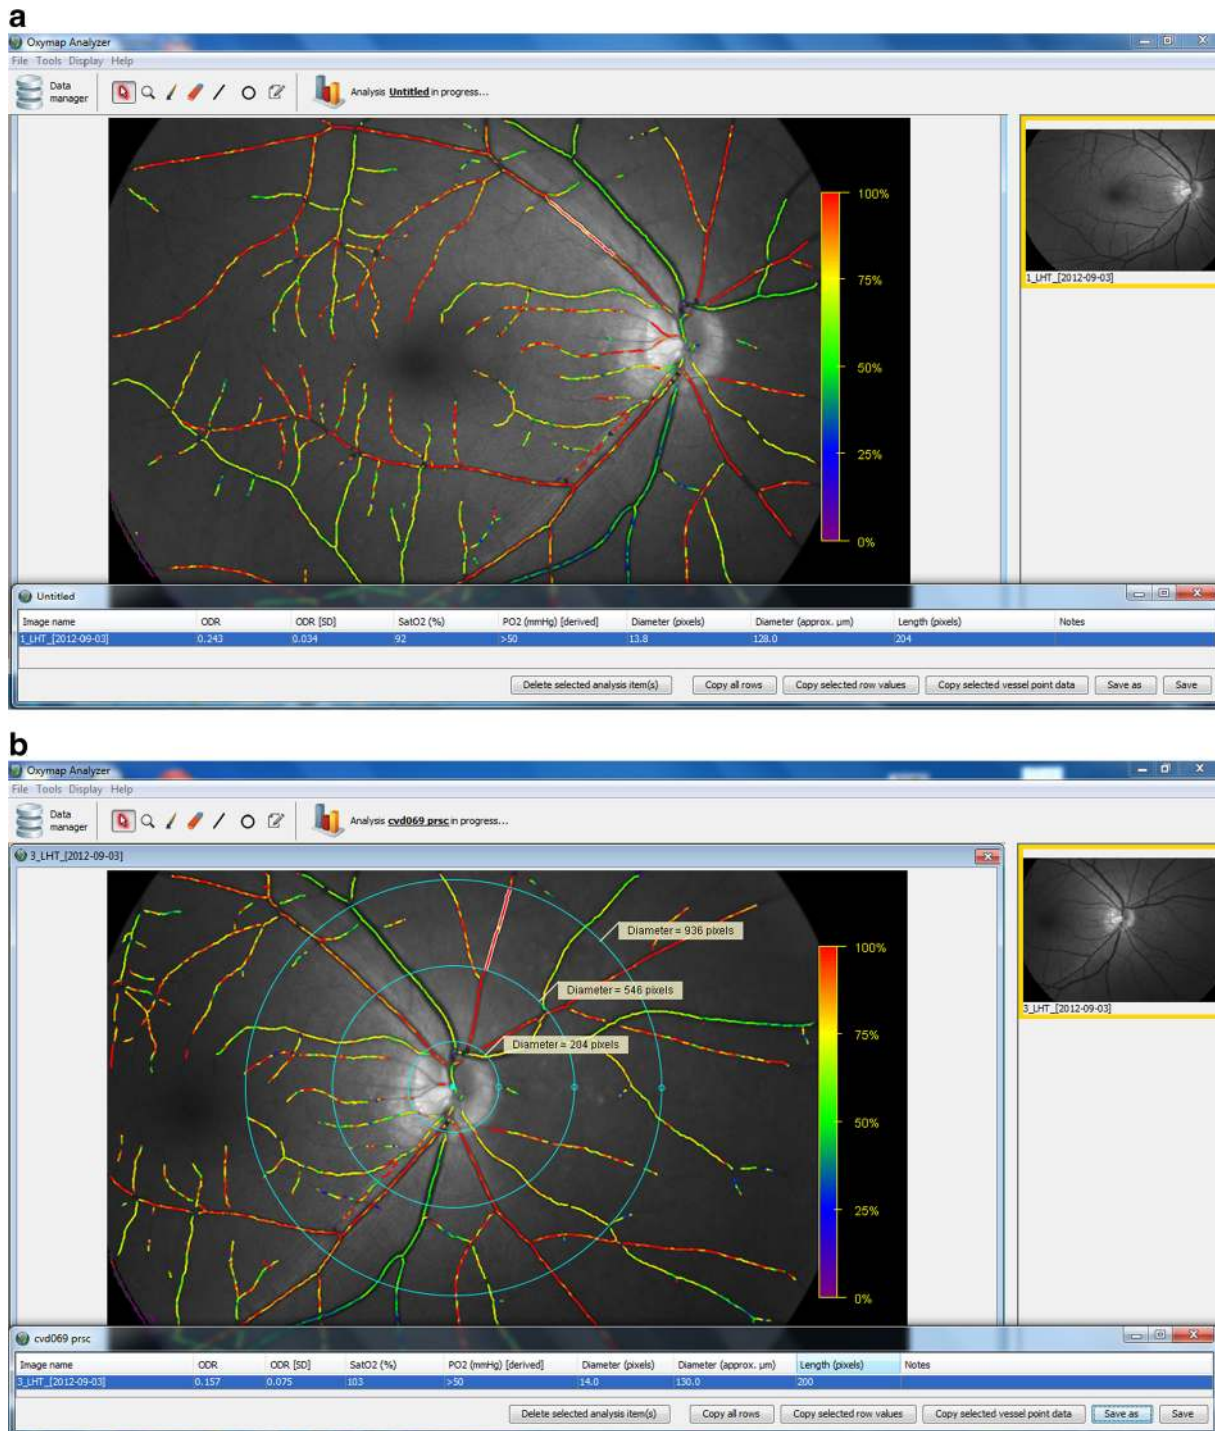 a
Oxymap Analyzer
File Tools Display Help
Data manager
Analysis Untitled in progress...
100%
75%
50%
25%
0%
1_LHT_[2012-09-03]
Untitled
Image name ODR ODR [SD] SatO2 (%) PO2 (mmHg) [derived] Diameter (pixels) Diameter (approx. µm) Length (pixels) Notes
1_LHT_[2012-09-03] 0.243 0.034 92 >50 13.8 128.0 204
Delete selected analysis item(s) Copy all rows Copy selected row values Copy selected vessel point data Save as Save
b
Oxymap Analyzer
File Tools Display Help
Data manager
Analysis cvd069 prsc in progress...
3_LHT_[2012-09-03]
Diameter = 936 pixels
Diameter = 546 pixels
Diameter = 204 pixels
100%
75%
50%
25%
0%
3_LHT_[2012-09-03]
cvd069 prsc
Image name ODR ODR [SD] SatO2 (%) PO2 (mmHg) [derived] Diameter (pixels) Diameter (approx. µm) Length (pixels) Notes
3_LHT_[2012-09-03] 0.157 0.075 103 >50 14.0 130.0 200
Delete selected analysis item(s) Copy all rows Copy selected row values Copy selected vessel point data Save as Save